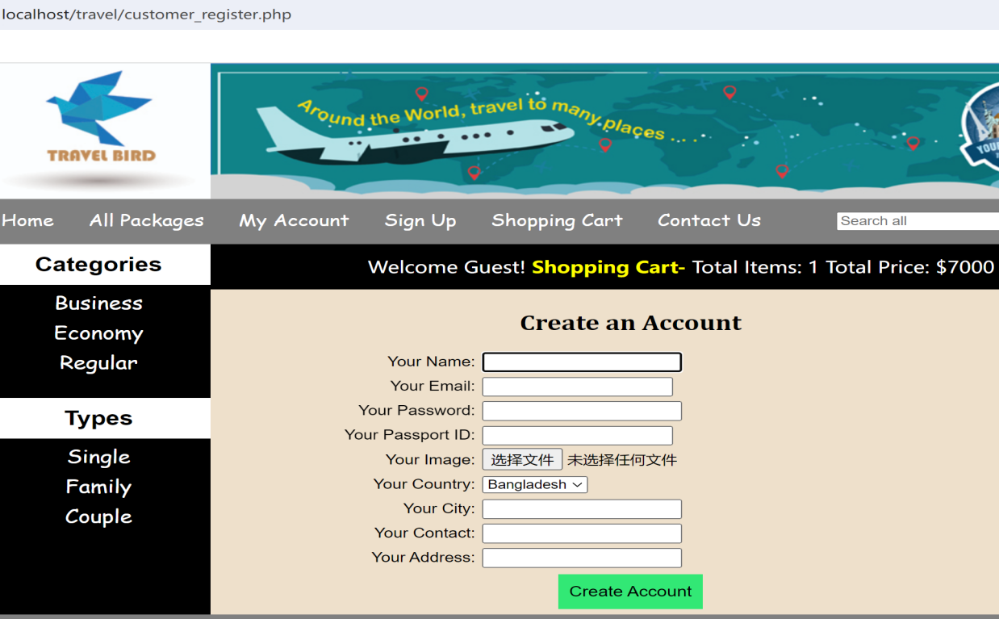 localhost/travel/customer_register.php
TRAVEL BIRD
Around the World, travel to many places ....
Home All Packages My Account Sign Up Shopping Cart Contact Us Search all
Categories
Business
Economy
Regular
Types
Single
Family
Couple
Welcome Guest! Shopping Cart- Total Items: 1 Total Price: $7000
Create an Account
Your Name:
Your Email:
Your Password:
Your Passport ID:
Your Image: 选择文件 未选择任何文件
Your Country: Bangladesh
Your City:
Your Contact:
Your Address:
Create Account